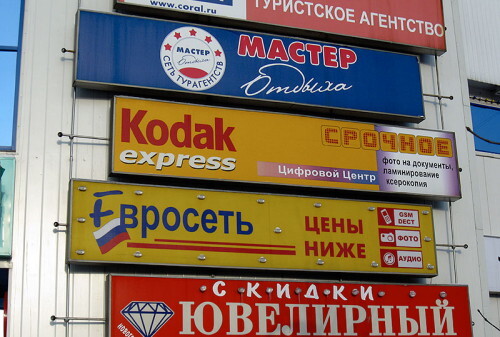 www.coral.ru
ТУРИСТСКОЕ АГЕНТСТВО
МАСТЕР
СЕТЬ ТУРАГЕНТСТВ
МАСТЕР
Отдыха
Kodak
express
СРОЧНОЕ
Цифровой Центр
фото на документы,
ламинирование
ксерокопия
Евросеть
ЦЕНЫ
НИЖЕ
GSM
DECT
ФОТО
АУДИО
СКИДКИ
ЮВЕЛИРНЫЙ